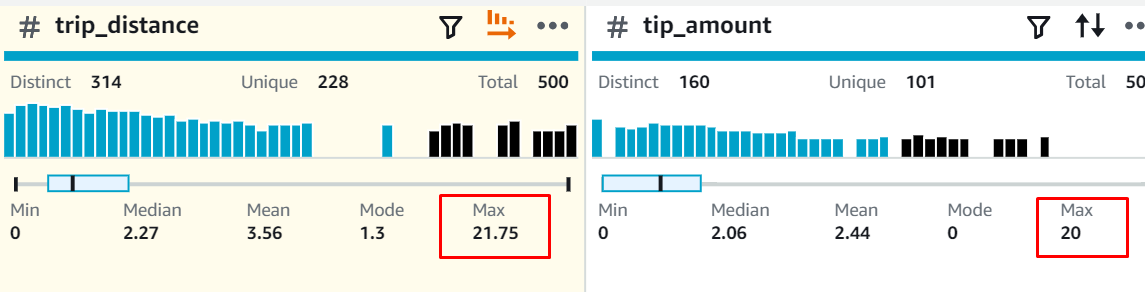 # trip_distance
Distinct 314 Unique 228 Total 500
Min Median Mean Mode Max
0 2.27 3.56 1.3 21.75
# tip_amount
Distinct 160 Unique 101 Total 50
Min Median Mean Mode Max
0 2.06 2.44 0 20